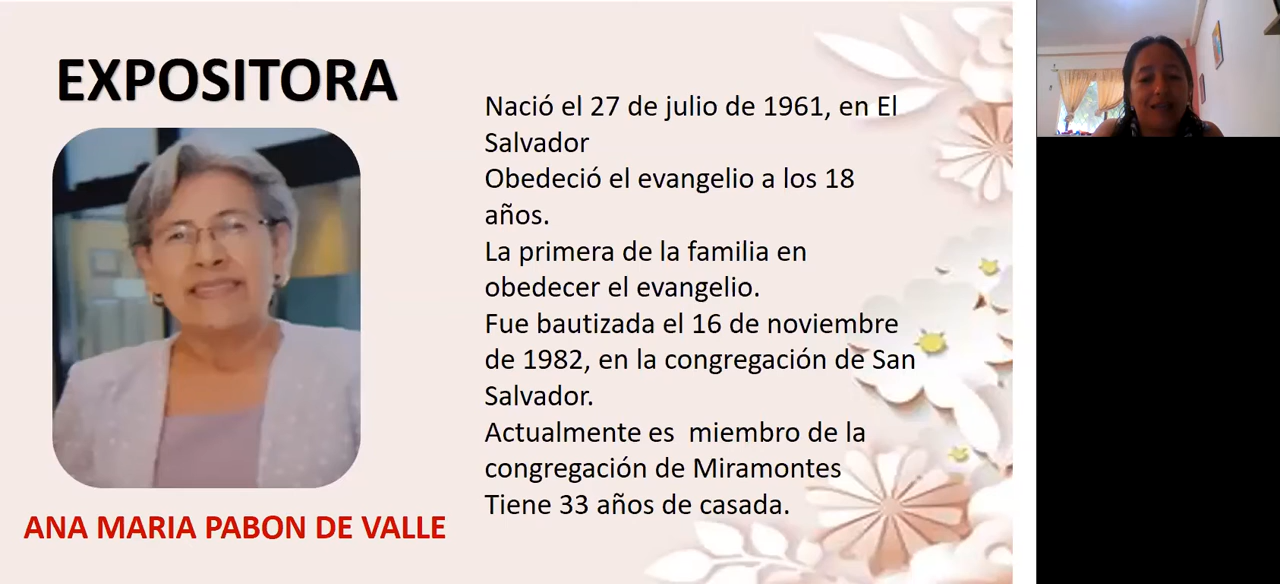 EXPOSITORA
Nació el 27 de julio de 1961, en El
Salvador
Obedeció el evangelio a los 18
años.
La primera de la familia en
obedecer el evangelio.
Fue bautizada el 16 de noviembre
de 1982, en la congregación de San
Salvador.
Actualmente es  miembro de la
congregación de Miramontes
Tiene 33 años de casada.
ANA MARIA PABON DE VALLE